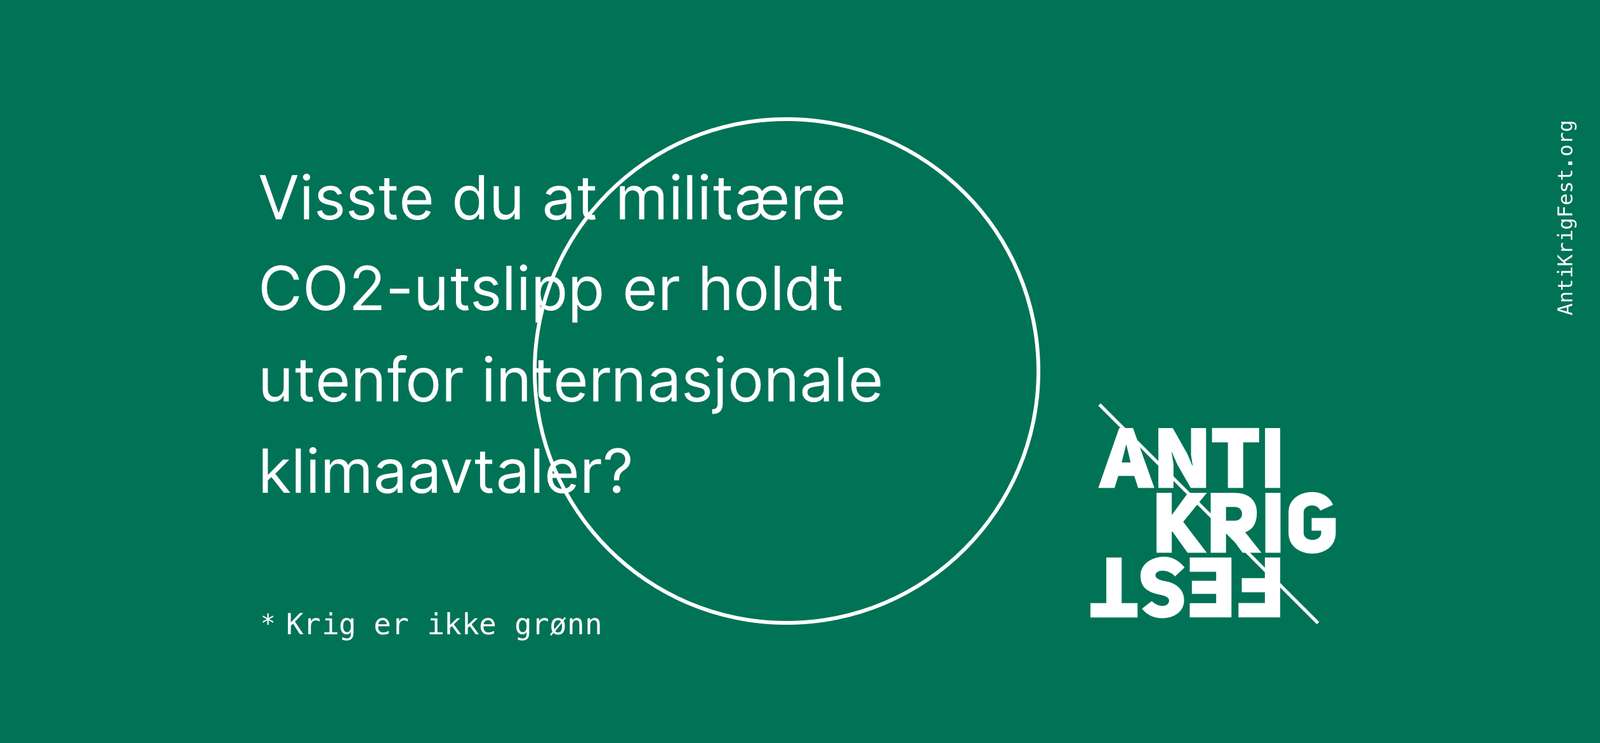 Visste du at militære
CO2-utslipp er holdt
utenfor internasjonale
klimaavtaler?
* Krig er ikke grønn
ANTI
KRIG
FEST
AntiKrigFest.org